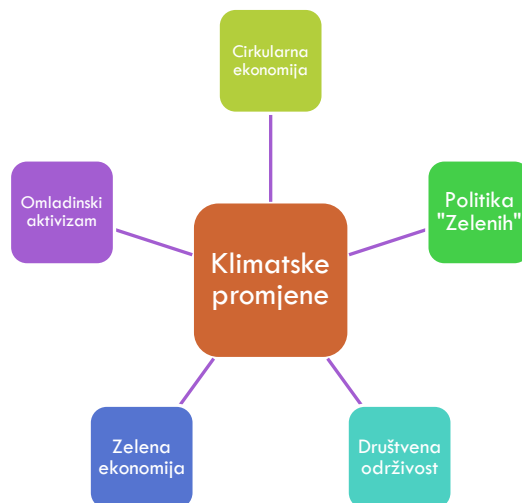 Cirkularna
ekonomija
Omladinski
aktivizam
Politika
"Zelenih"
Klimatske
promjene
Zelena
ekonomija
Društvena
održivost